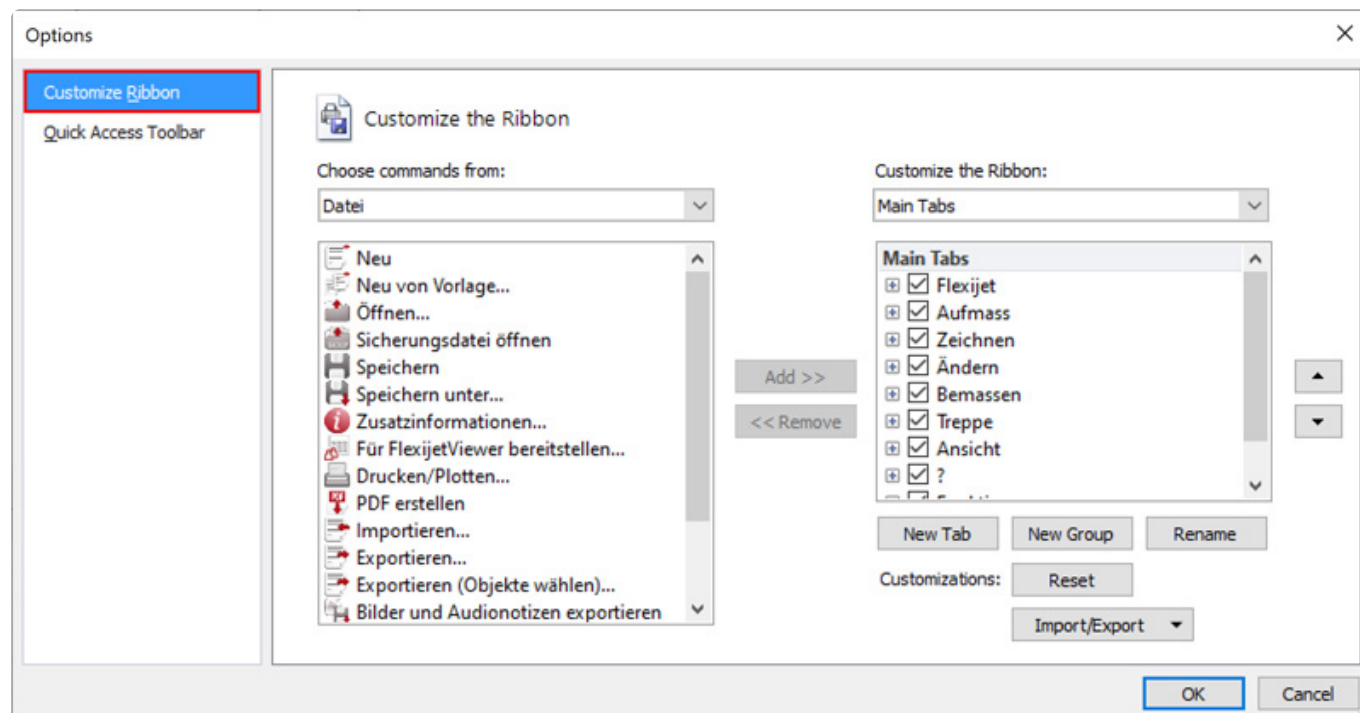 Options
Customize Ribbon
Quick Access Toolbar
Customize the Ribbon
Choose commands from:
Datei
Neu
Neu von Vorlage...
Öffnen...
Sicherungsdatei öffnen
Speichern
Speichern unter...
Zusatzinformationen...
Für FlexijetViewer bereitstellen...
Drucken/Plotten...
PDF erstellen
Importieren...
Exportieren...
Exportieren (Objekte wählen)...
Bilder und Audionotizen exportieren
Add >>
<< Remove
Customize the Ribbon:
Main Tabs
Main Tabs
Flexijet
Aufmass
Zeichnen
Ändern
Bemassen
Treppe
Ansicht
?
New Tab New Group Rename
Customizations: Reset
Import/Export
OK Cancel